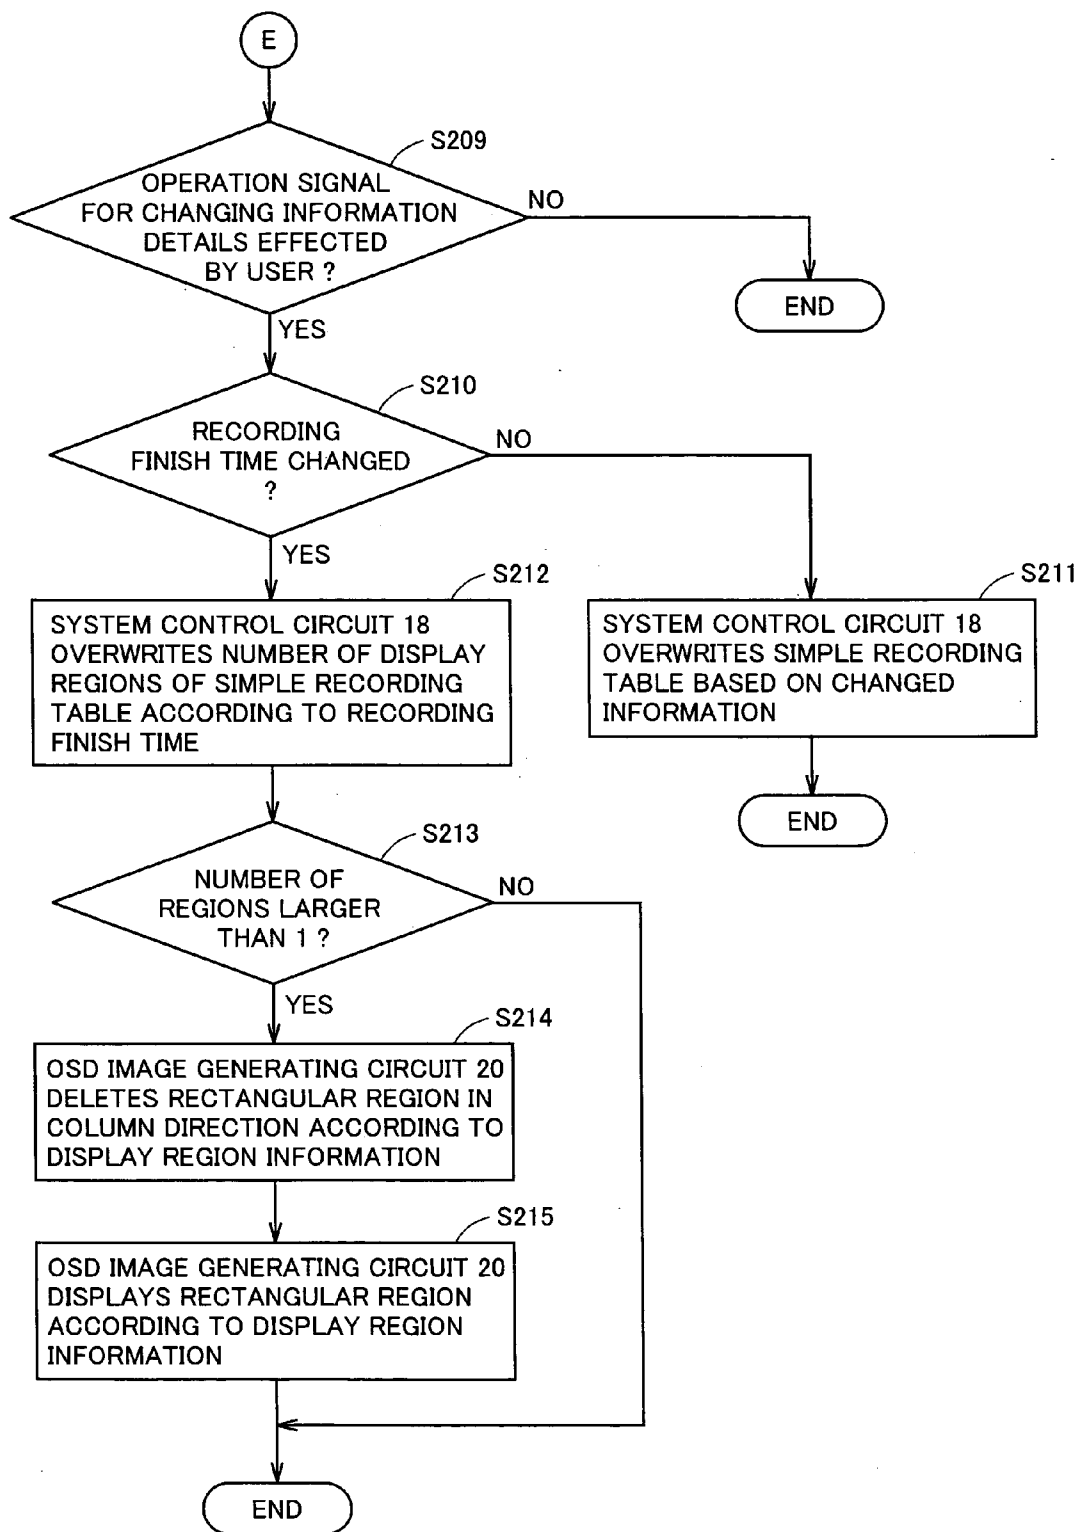 E
S209
OPERATION SIGNAL
FOR CHANGING INFORMATION
DETAILS EFFECTED
BY USER ?
NO
END
YES
S210
RECORDING
FINISH TIME CHANGED
?
NO
YES
S212
SYSTEM CONTROL CIRCUIT 18
OVERWRITES NUMBER OF DISPLAY
REGIONS OF SIMPLE RECORDING
TABLE ACCORDING TO RECORDING
FINISH TIME
S211
SYSTEM CONTROL CIRCUIT 18
OVERWRITES SIMPLE RECORDING
TABLE BASED ON CHANGED
INFORMATION
END
S213
NUMBER OF
REGIONS LARGER
THAN 1 ?
NO
YES
S214
OSD IMAGE GENERATING CIRCUIT 20
DELETES RECTANGULAR REGION IN
COLUMN DIRECTION ACCORDING TO
DISPLAY REGION INFORMATION
S215
OSD IMAGE GENERATING CIRCUIT 20
DISPLAYS RECTANGULAR REGION
ACCORDING TO DISPLAY REGION
INFORMATION
END